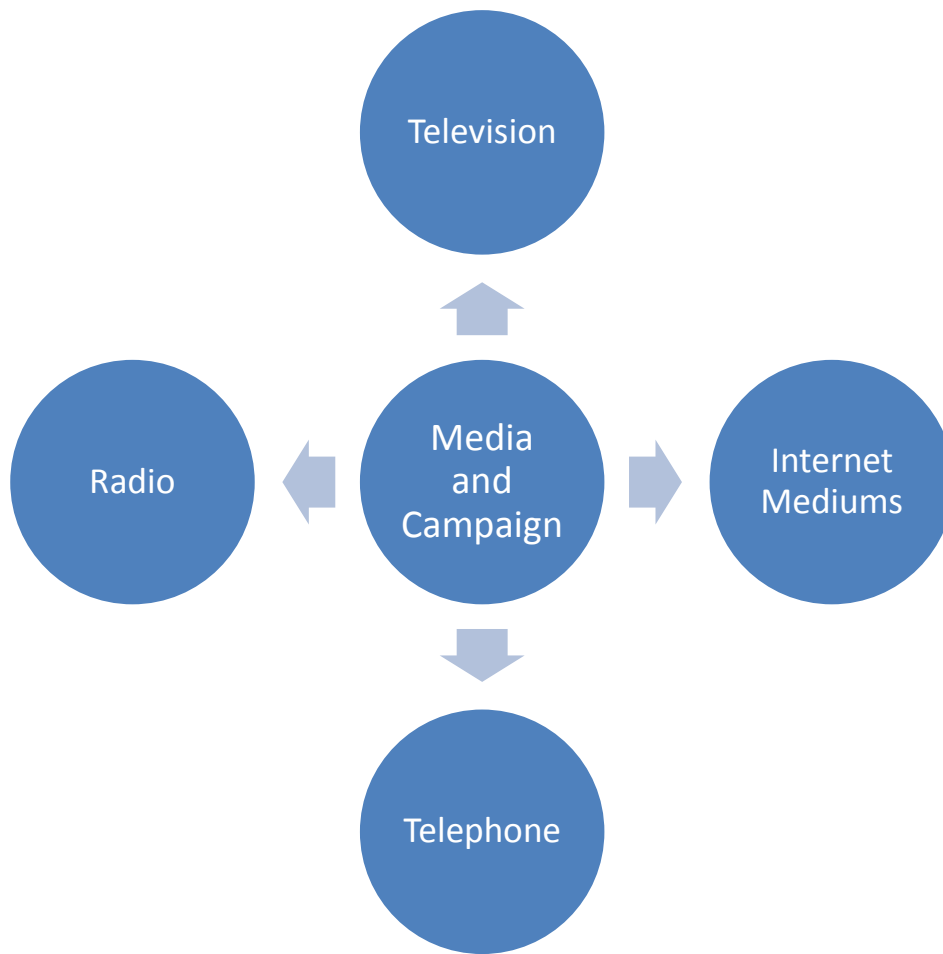 Television
Radio
Media
and
Campaign
Internet
Mediums
Telephone